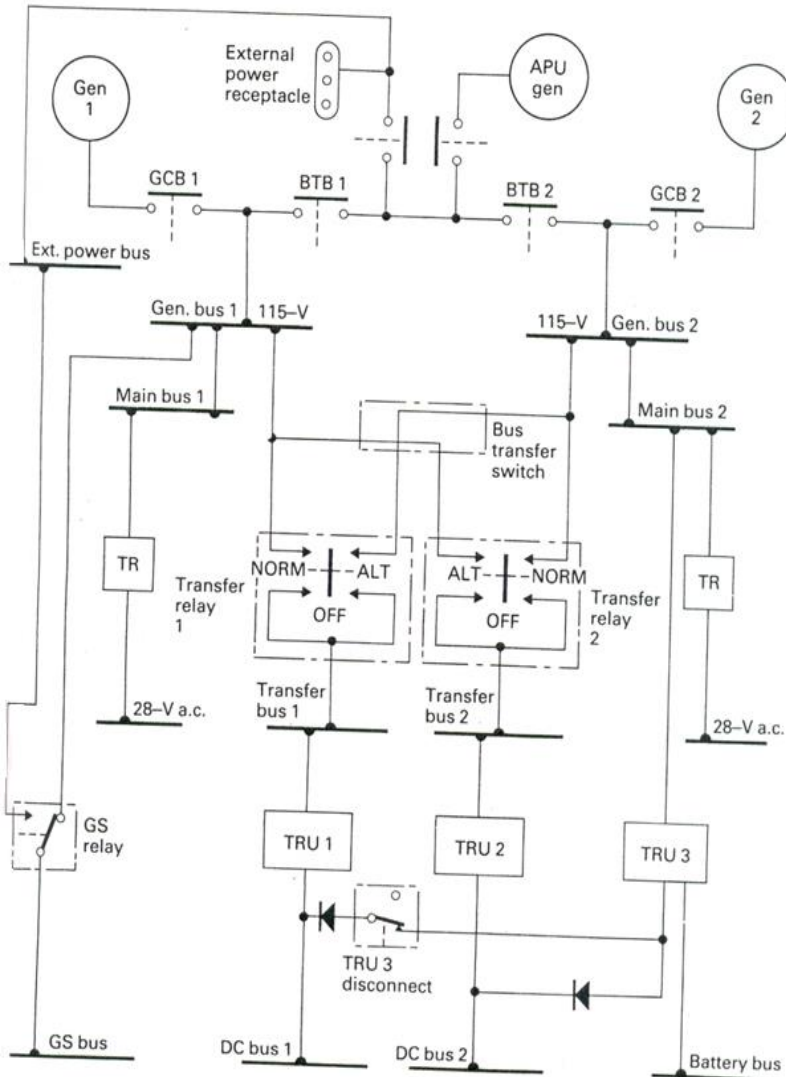 External
power
receptacle
APU
gen
Gen
1
Gen
2
GCB 1
BTB 1
BTB 2
GCB 2
Ext. power bus
Gen. bus 1
115–V
115–V
Gen. bus 2
Main bus 1
Main bus 2
Bus
transfer
switch
TR
NORM
ALT
OFF
Transfer
relay
1
ALT
NORM
OFF
Transfer
relay
2
TR
Transfer
bus 1
Transfer
bus 2
28–V a.c.
28–V a.c.
GS
relay
TRU 1
TRU 2
TRU 3
TRU 3
disconnect
GS bus
DC bus 1
DC bus 2
Battery bus